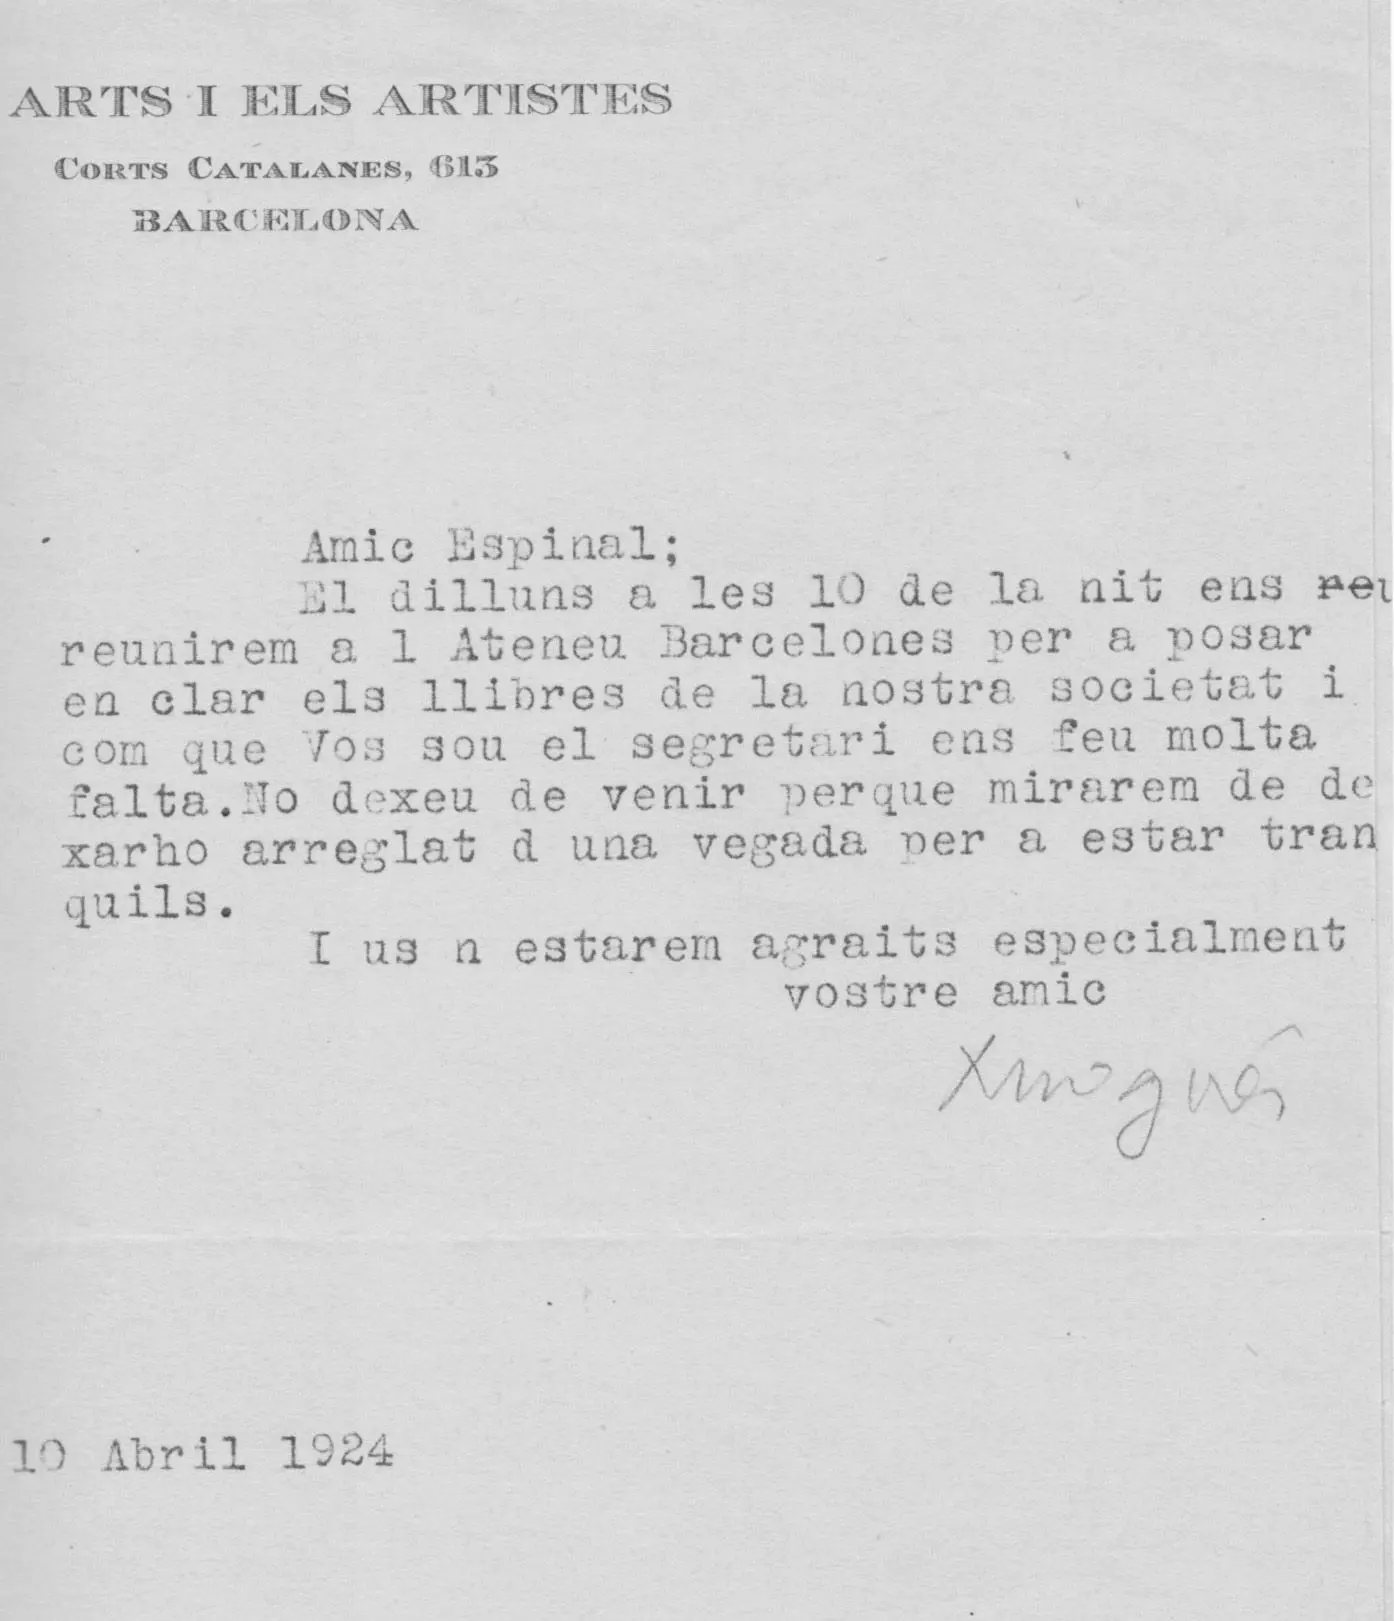 ARTS I ELS ARTISTES
CORTS CATALANES, 613
BARCELONA
Amic Espinal;
El dilluns a les 10 de la nit ens reu
reunirem a l Ateneu Barcelones per a posar
en clar els llibres de la nostra societat i
com que Vos sou el segretari ens feu molta
falta.No dexeu de venir perque mirarem de de
xarho arreglat d una vegada per a estar tran
quils.
I us n estarem agraits especialment
vostre amic
Xnogués
10 Abril 1924